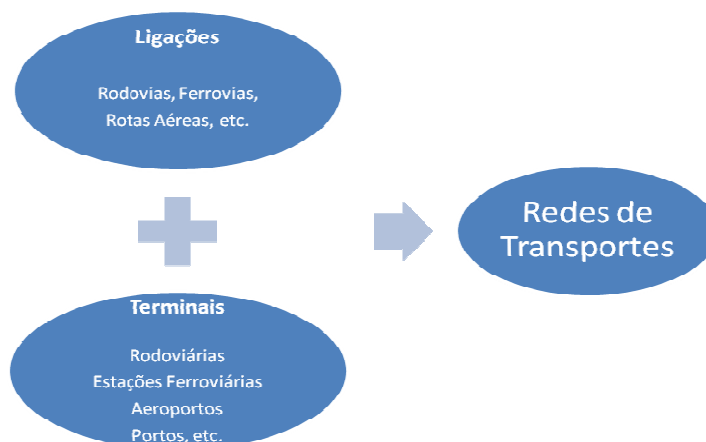 Ligações
Rodovias, Ferrovias,
Rotas Aéreas, etc.
Redes de
Transportes
Terminais
Rodoviárias
Estações Ferroviárias
Aeroportos
Portos, etc.